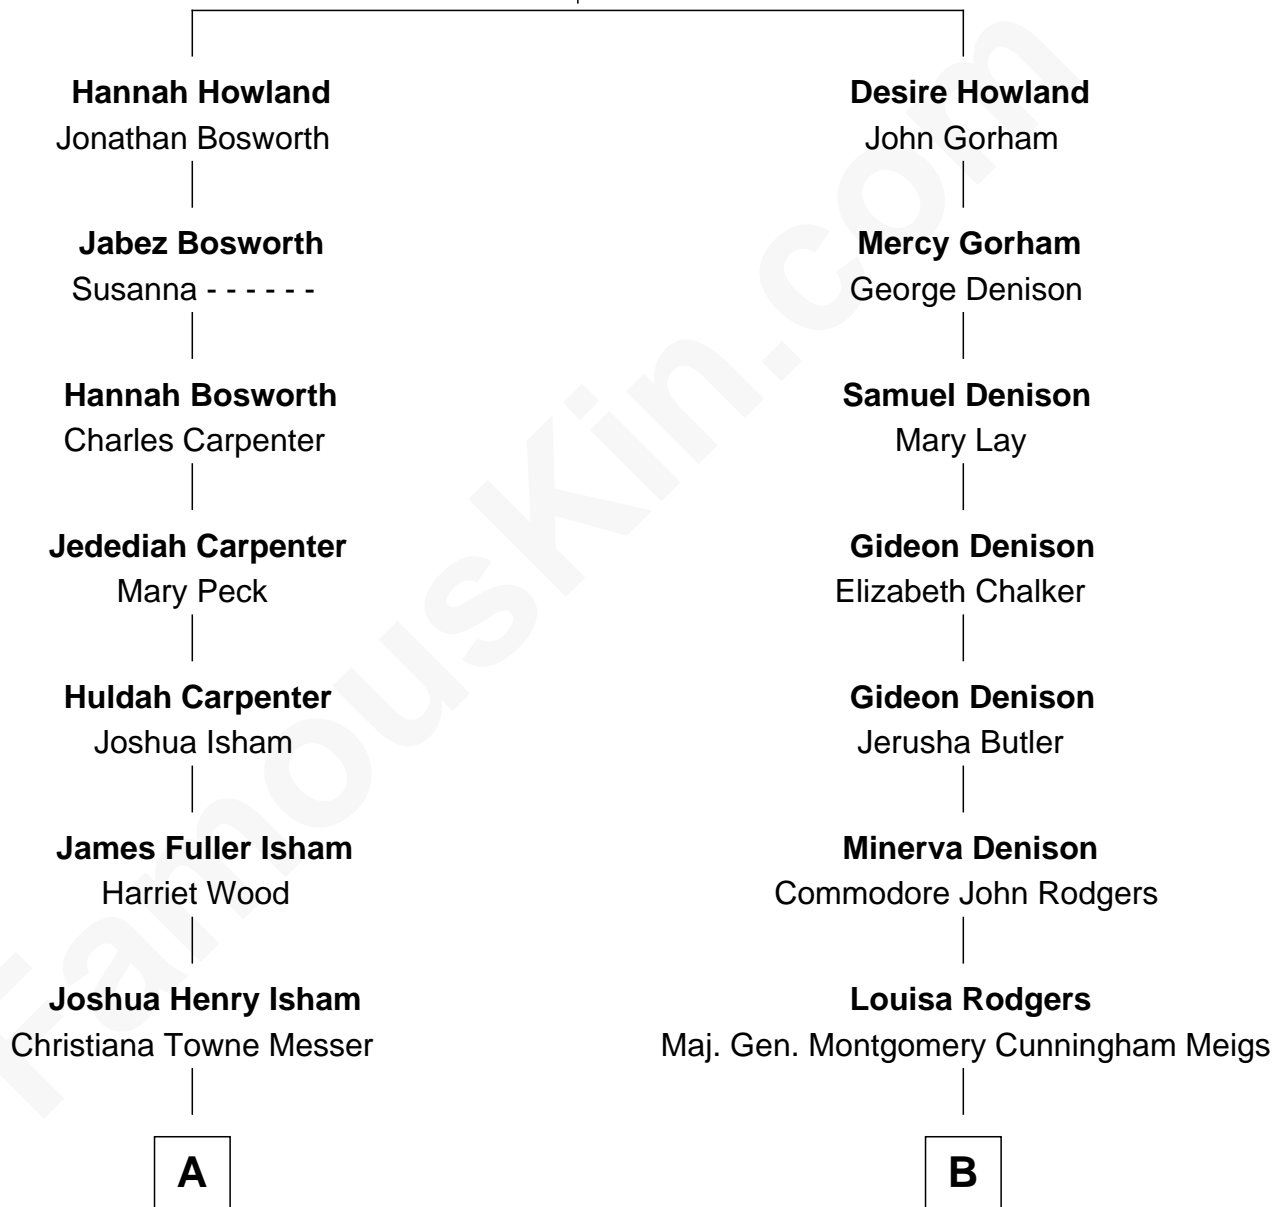 Hannah Howland
Jonathan Bosworth
Desire Howland
John Gorham
Jabez Bosworth
Susanna - - - - - -
Mercy Gorham
George Denison
Hannah Bosworth
Charles Carpenter
Samuel Denison
Mary Lay
Jedediah Carpenter
Mary Peck
Gideon Denison
Elizabeth Chalker
Huldah Carpenter
Joshua Isham
Gideon Denison
Jerusha Butler
James Fuller Isham
Harriet Wood
Minerva Denison
Commodore John Rodgers
Joshua Henry Isham
Christiana Towne Messer
Louisa Rodgers
Maj. Gen. Montgomery Cunningham Meigs
A
B
FamousKin.com